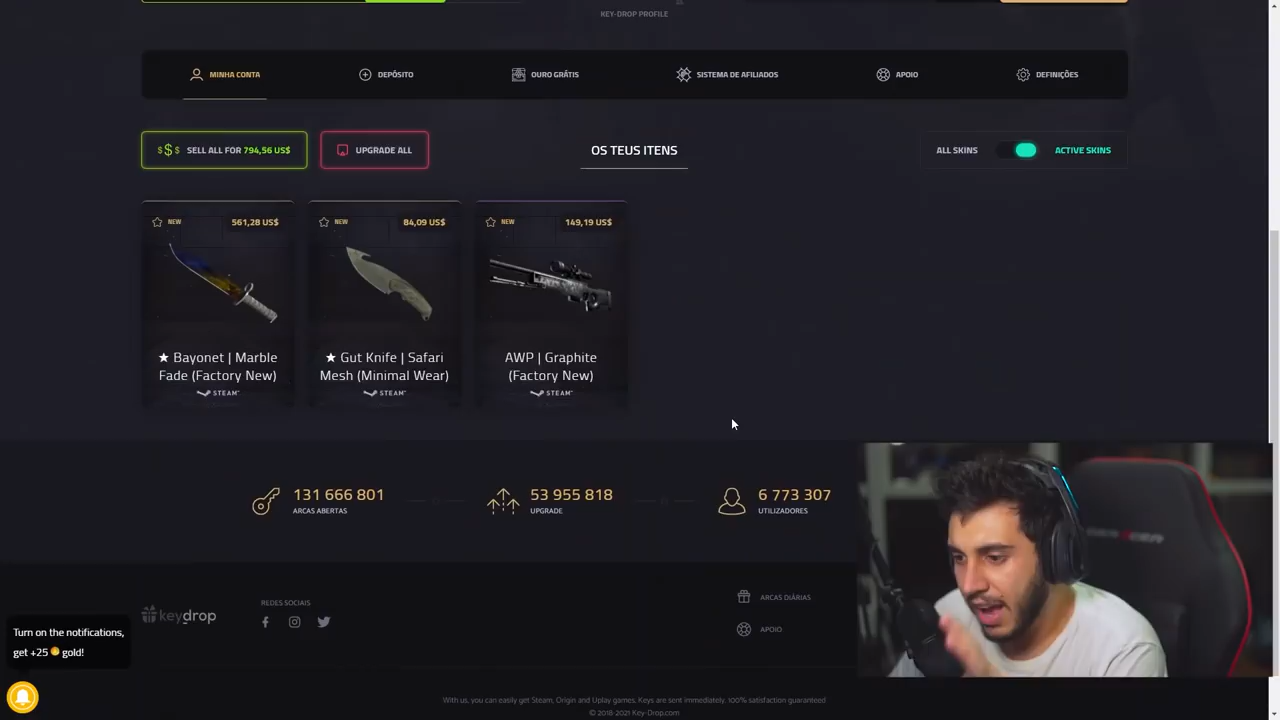 KEY-DROP PROFILE
MINHA CONTA
DEPÓSITO
OURO GRÁTIS
SISTEMA DE AFILIADOS
APOIO
DEFINIÇÕES
$$$ SELL ALL FOR 794,56 US$
UPGRADE ALL
OS TEUS ITENS
ALL SKINS
ACTIVE SKINS
NEW
561,28 US$
★ Bayonet | Marble
Fade (Factory New)
STEAM™
NEW
84,09 US$
★ Gut Knife | Safari
Mesh (Minimal Wear)
STEAM™
NEW
149,19 US$
AWP | Graphite
(Factory New)
STEAM™
131 666 801
ARCAS ABERTAS
53 955 818
UPGRADE
6 773 307
UTILIZADORES
keydrop
REDES SOCIAIS
ARCAS DIÁRIAS
APOIO
Turn on the notifications,
get +25 gold!
With us, you can easily get Steam, Origin and Uplay games. Keys are sent immediately. 100% satisfaction guaranteed
© 2018-2021 Key-Drop.com